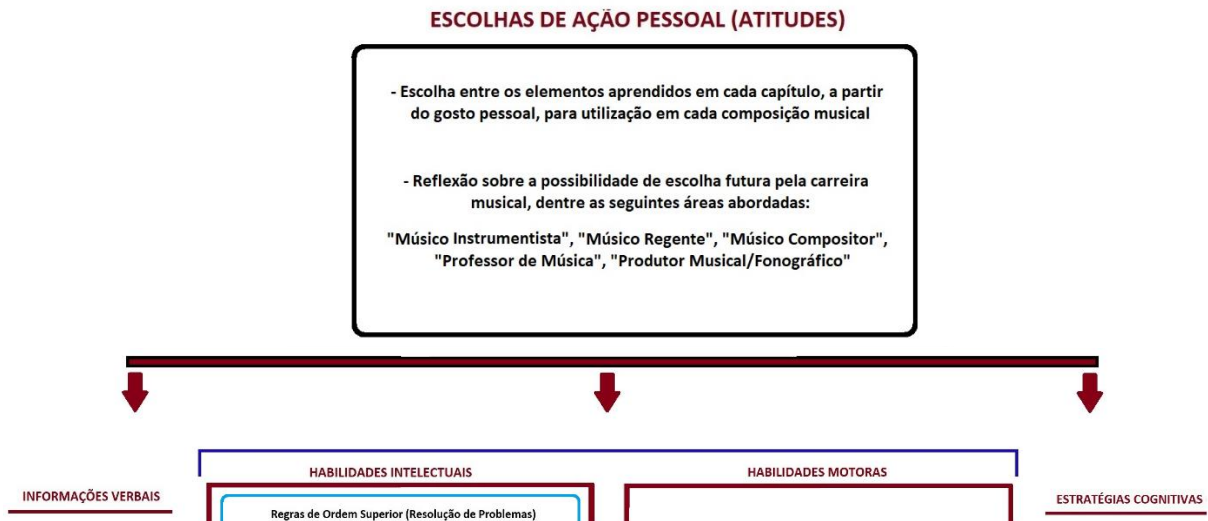 ESCOLHAS DE AÇÃO PESSOAL (ATITUDES)
- Escolha entre os elementos aprendidos em cada capítulo, a partir
do gosto pessoal, para utilização em cada composição musical
- Reflexão sobre a possibilidade de escolha futura pela carreira
musical, dentre as seguintes áreas abordadas:
"Músico Instrumentista", "Músico Regente", "Músico Compositor",
"Professor de Música", "Produtor Musical/Fonográfico"
HABILIDADES INTELECTUAIS
HABILIDADES MOTORAS
INFORMAÇÕES VERBAIS
ESTRATÉGIAS COGNITIVAS
Regras de Ordem Superior (Resolução de Problemas)